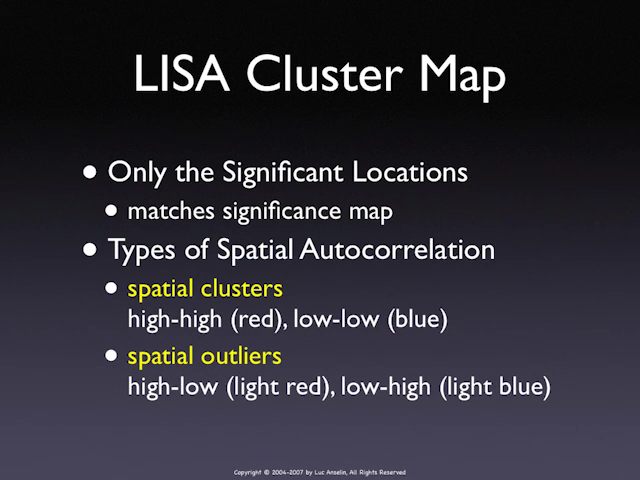 LISA Cluster Map
• Only the Significant Locations
• matches significance map
• Types of Spatial Autocorrelation
• spatial clusters
high-high (red), low-low (blue)
• spatial outliers
high-low (light red), low-high (light blue)
Copyright © 2004-2007 by Luc Anselin, All Rights Reserved